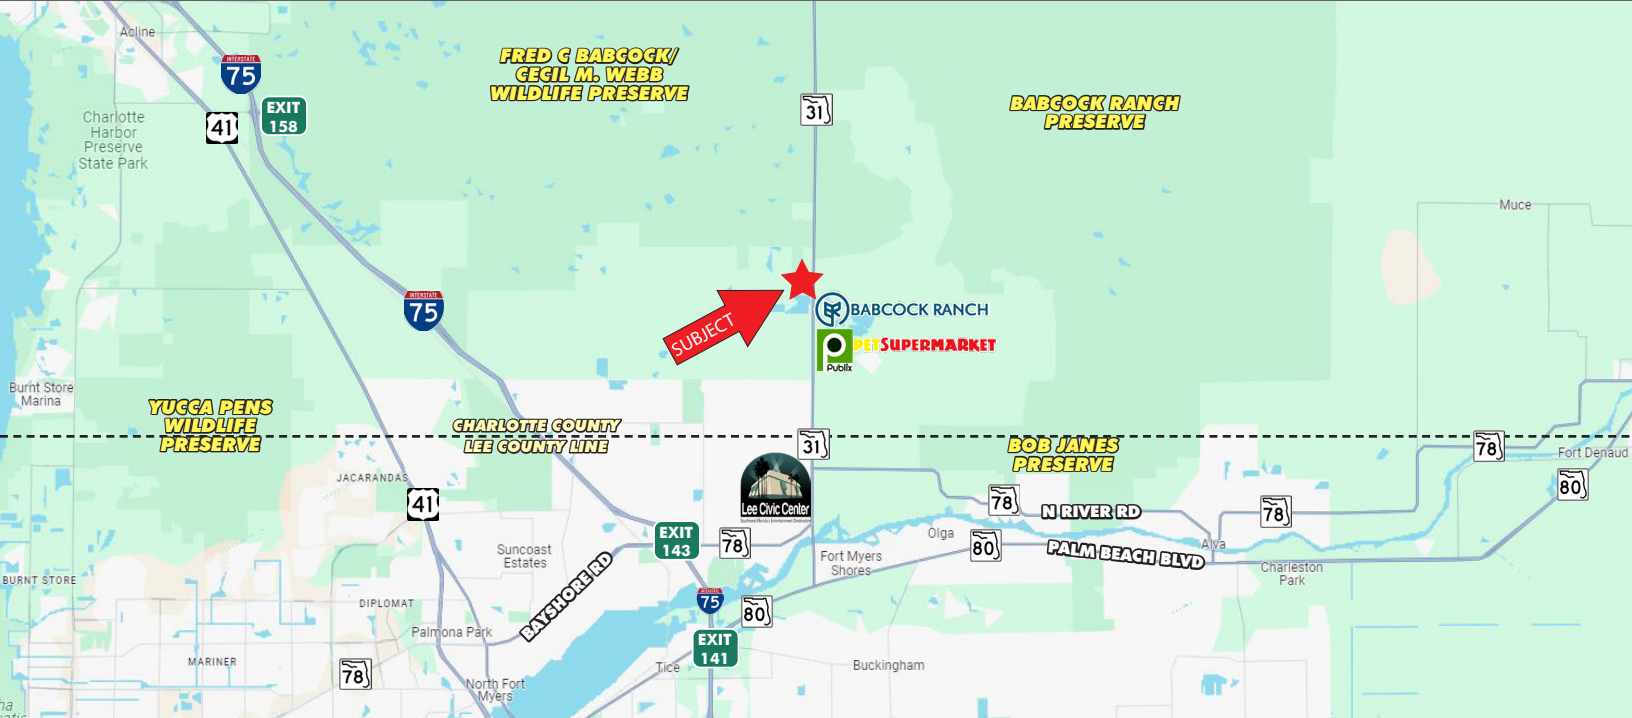 Acline
INTERSTATE
75
EXIT
158
41
Charlotte
Harbor
Preserve
State Park
FRED C BABCOCK/
CECIL M. WEBB
WILDLIFE PRESERVE
31
BABCOCK RANCH
PRESERVE
Muce
INTERSTATE
75
SUBJECT
BABCOCK RANCH
PETSUPERMARKET
Publix
Burnt Store
Marina
YUCCA PENS
WILDLIFE
PRESERVE
CHARLOTTE COUNTY
LEE COUNTY LINE
31
BOB JANES
PRESERVE
78
Fort Denaud
80
JACARANDAS
41
Lee Civic Center
78
N RIVER RD
78
Suncoast
Estates
EXIT
143
78
Fort Myers
Shores
Olga
80
PALM BEACH BLVD
Alva
Charleston
Park
BURNT STORE
BAYSHORE RD
DIPLOMAT
INTERSTATE
75
80
Palmona Park
EXIT
141
MARINER
78
Tice
Buckingham
North Fort
Myers